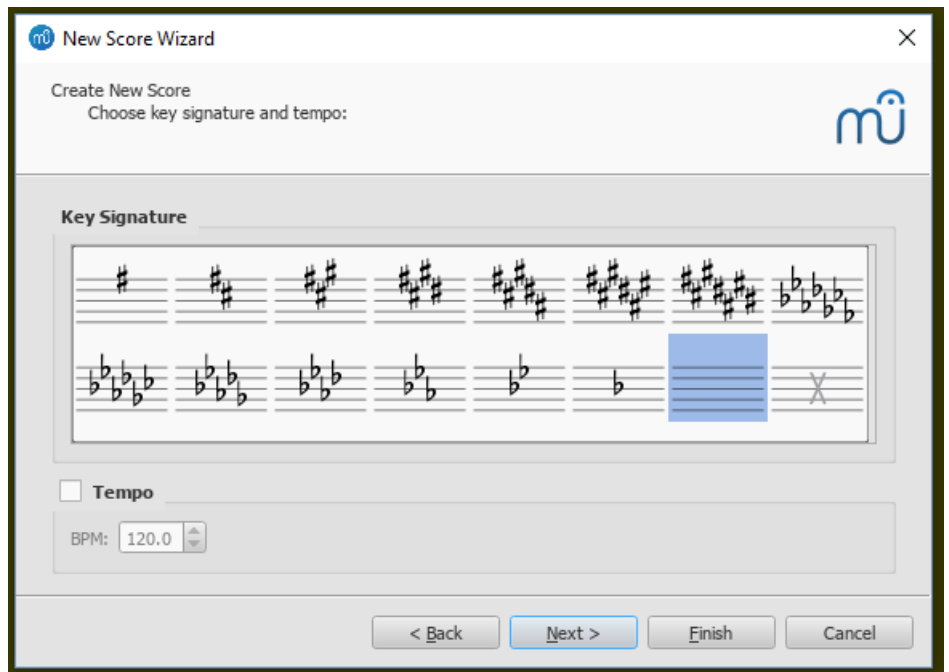 New Score Wizard
Create New Score
Choose key signature and tempo:
Key Signature
Tempo
BPM: 120.0
< Back Next > Finish Cancel